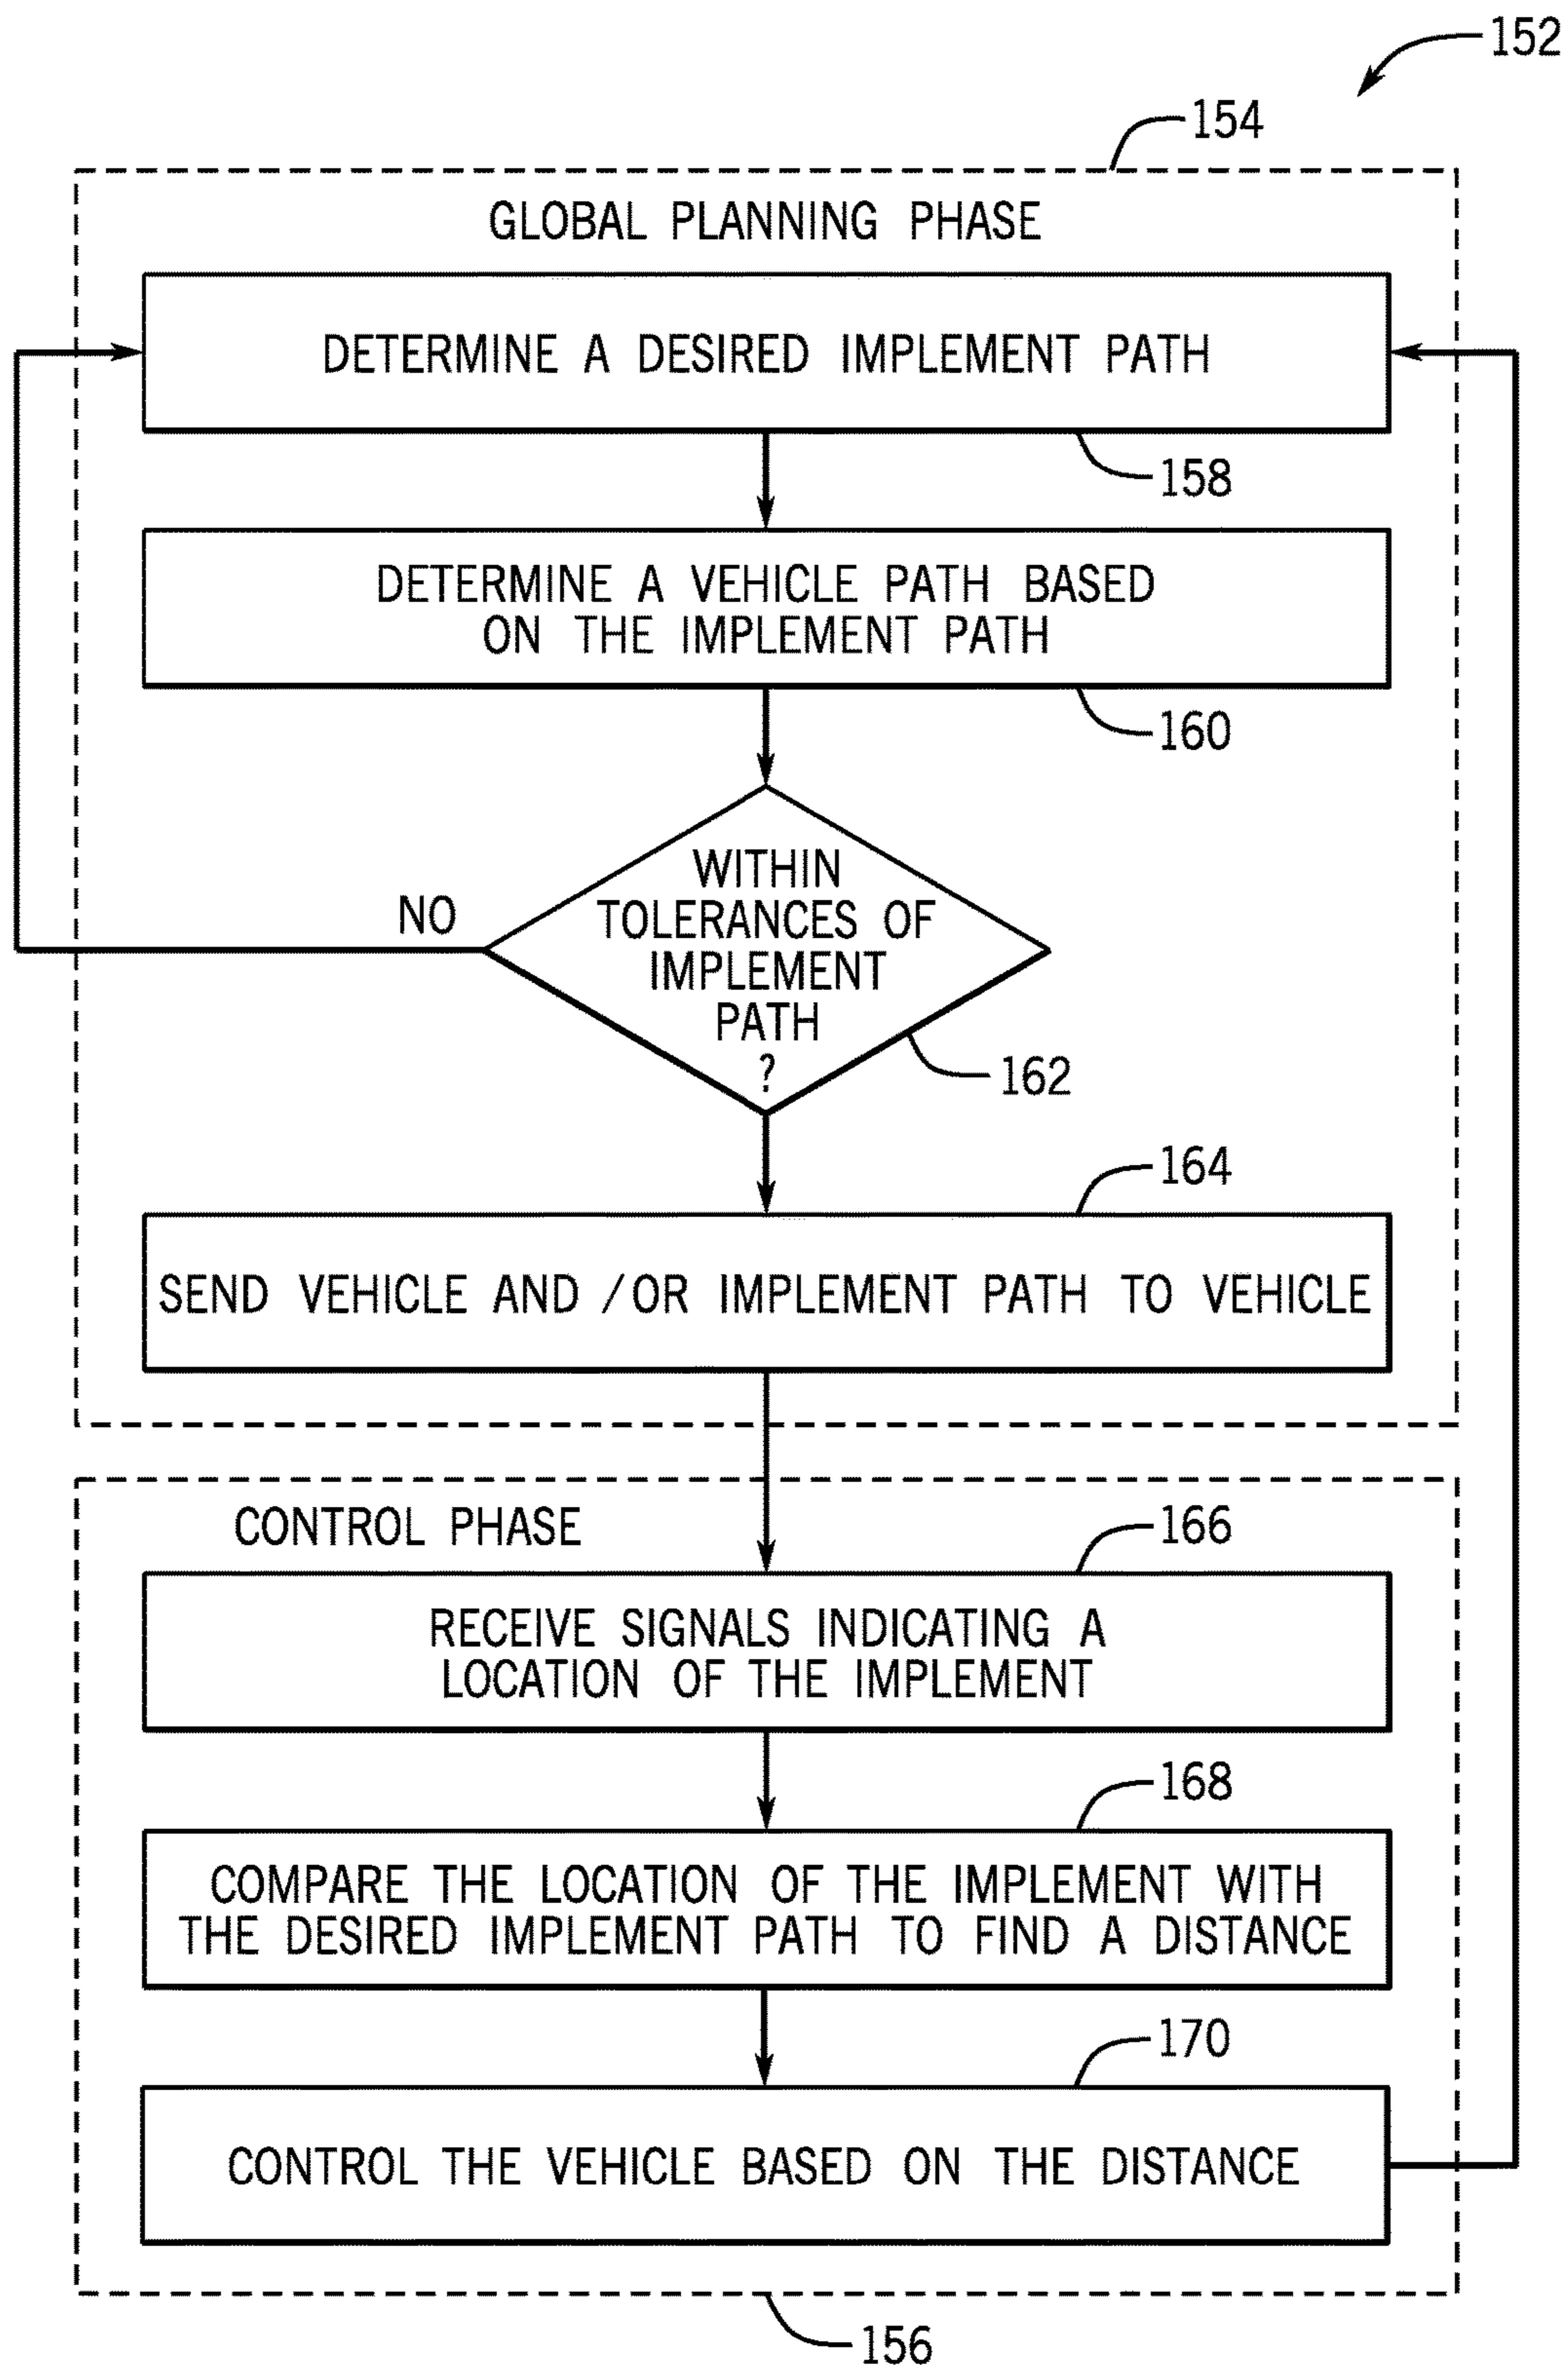 152
154
GLOBAL PLANNING PHASE
DETERMINE A DESIRED IMPLEMENT PATH
158
DETERMINE A VEHICLE PATH BASED
ON THE IMPLEMENT PATH
160
WITHIN
TOLERANCES OF
IMPLEMENT
PATH
?
NO
162
164
SEND VEHICLE AND /OR IMPLEMENT PATH TO VEHICLE
CONTROL PHASE
166
RECEIVE SIGNALS INDICATING A
LOCATION OF THE IMPLEMENT
168
COMPARE THE LOCATION OF THE IMPLEMENT WITH
THE DESIRED IMPLEMENT PATH TO FIND A DISTANCE
170
CONTROL THE VEHICLE BASED ON THE DISTANCE
156